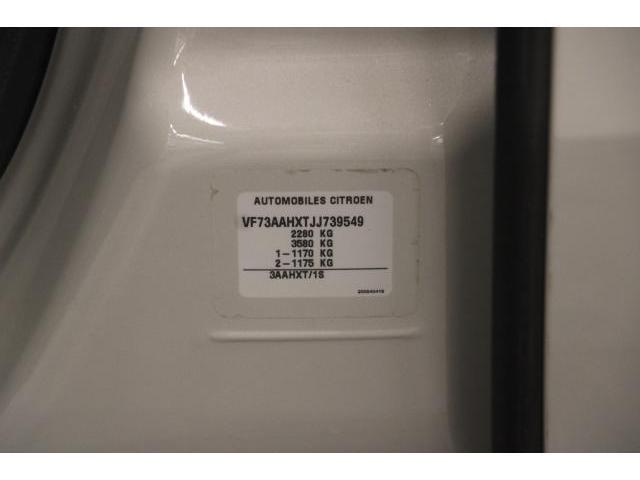 AUTOMOBILES CITROEN
VF73AAHXTJJ739549
2280 KG
3580 KG
1-1170 KG
2-1175 KG
3AAHXT/1S